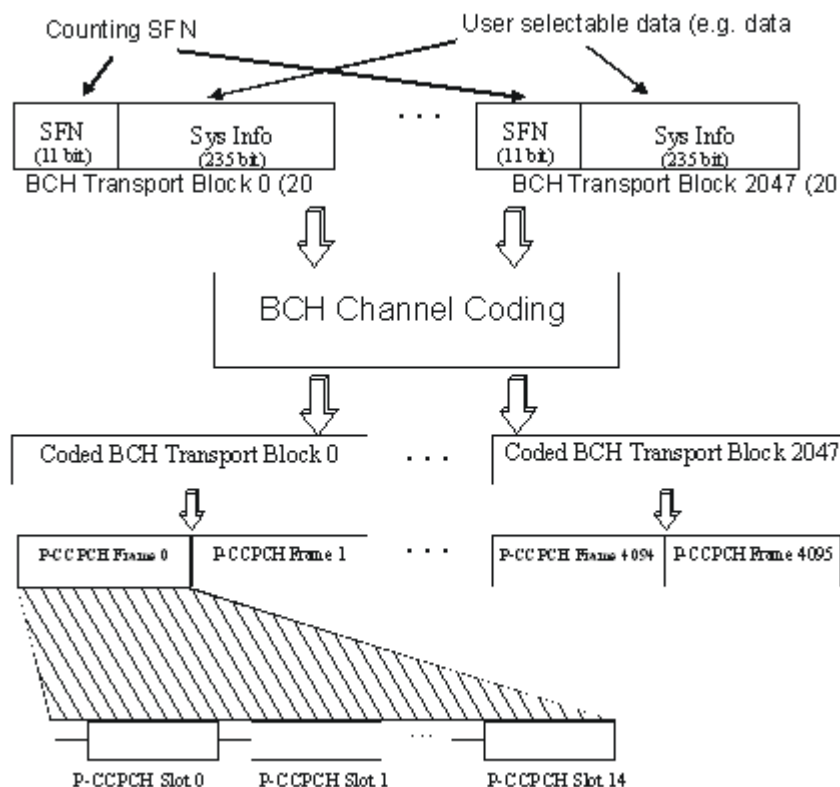 Counting SFN
User selectable data (e.g. data
SFN
(11 bit)
Sys Info
(235 bit)
. . .
SFN
(11 bit)
Sys Info
(235 bit)
BCH Transport Block 0 (20
BCH Transport Block 2047 (20
BCH Channel Coding
Coded BCH Transport Block 0
. . .
Coded BCH Transport Block 2047
P-CCPCH Frame 0
P-CCPCH Frame 1
. . .
P-CCPCH Frame 4094
P-CCPCH Frame 4095
...
P-CCPCH Slot 0
P-CCPCH Slot 1
P-CCPCH Slot 14